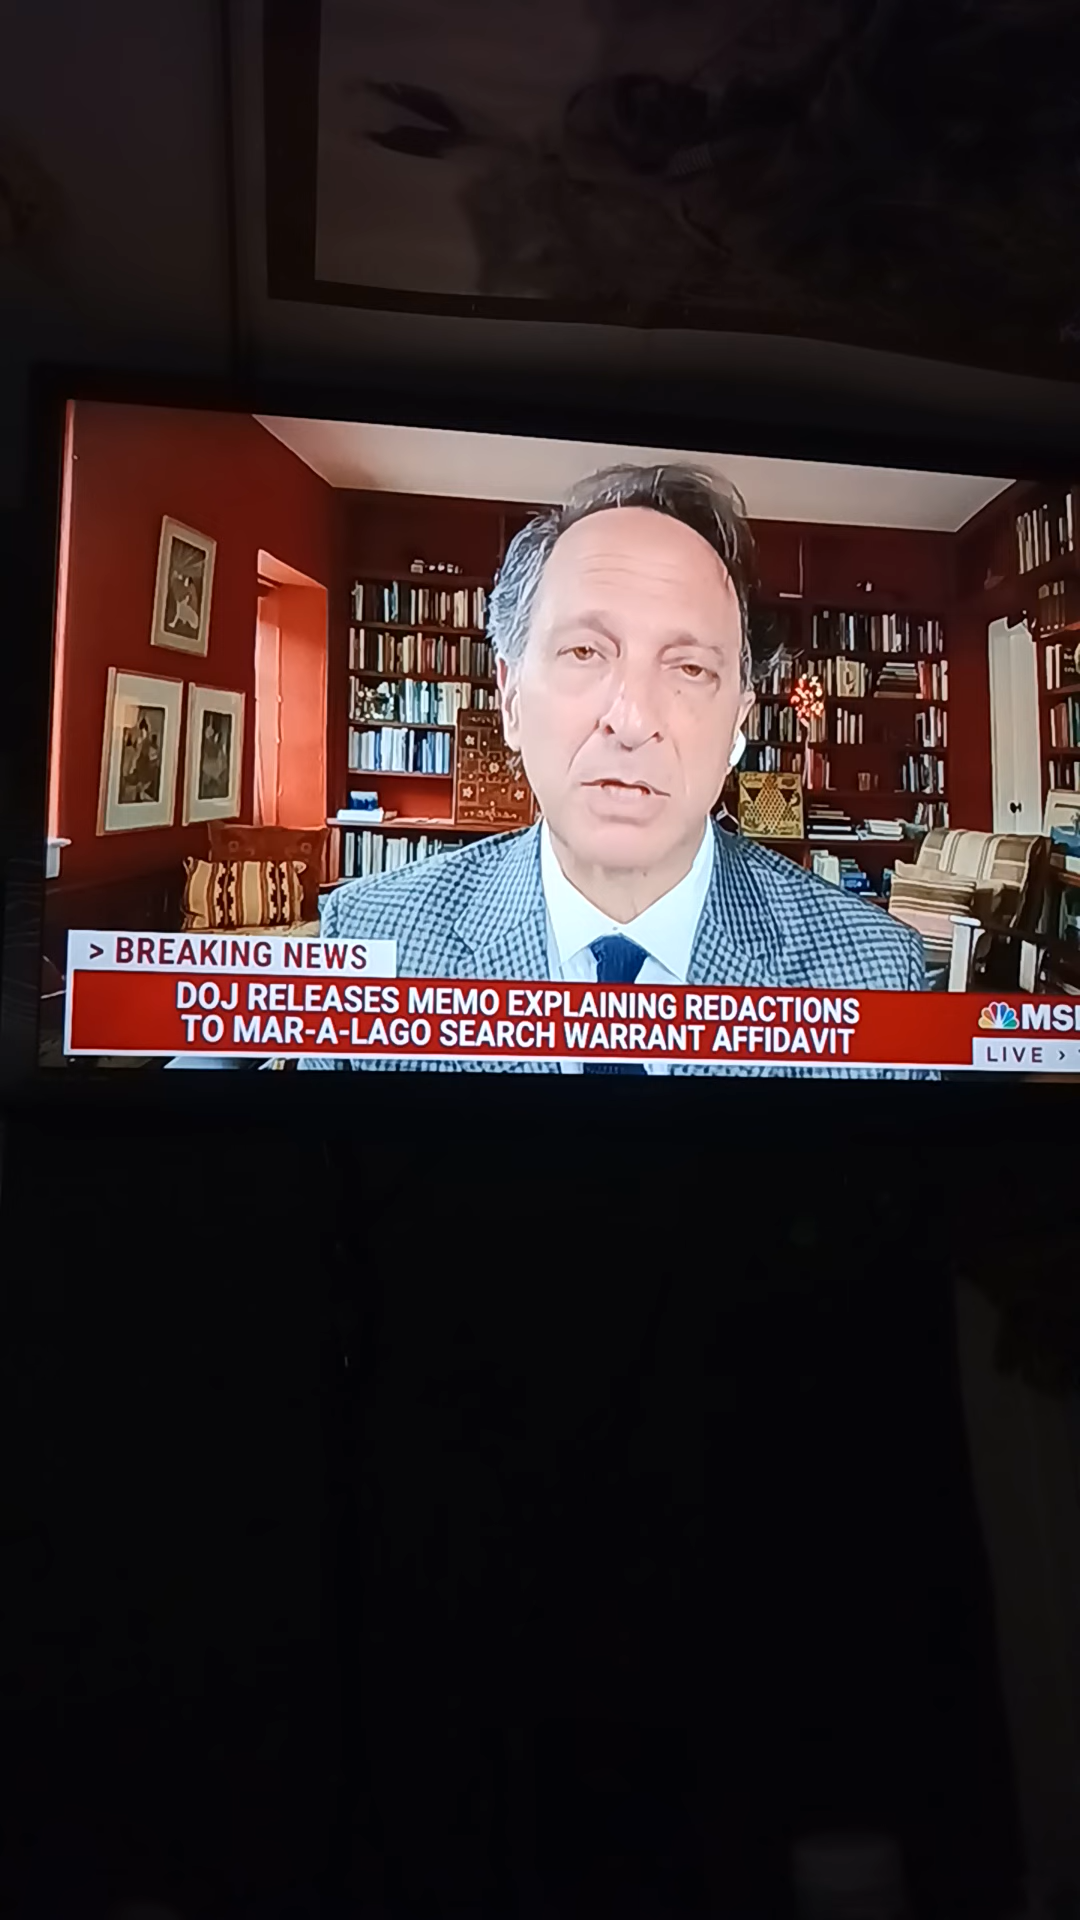 > BREAKING NEWS
DOJ RELEASES MEMO EXPLAINING REDACTIONS
TO MAR-A-LAGO SEARCH WARRANT AFFIDAVIT
LIVE >